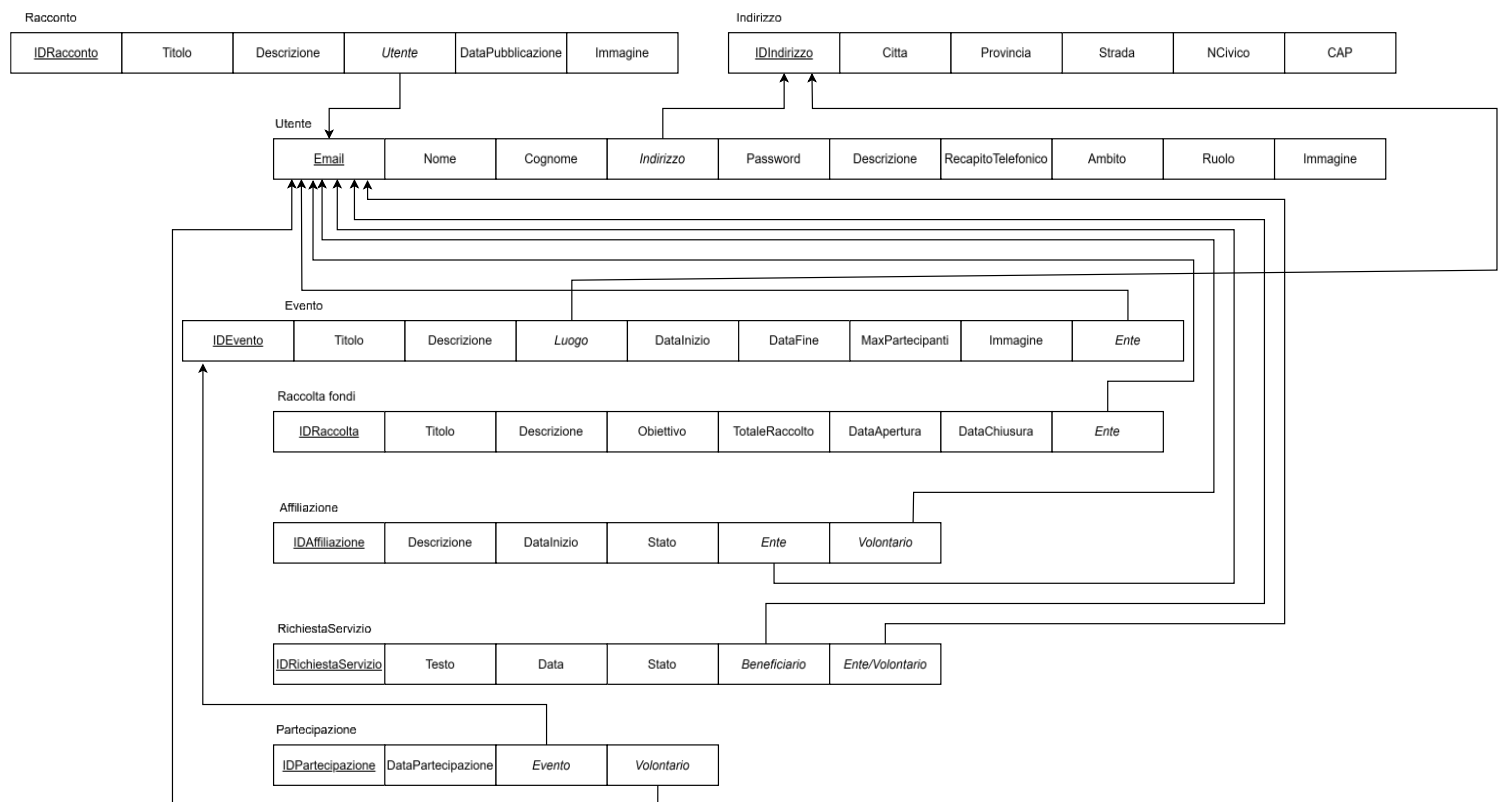 Racconto
IDRacconto Titolo Descrizione Utente DataPubblicazione Immagine
Indirizzo
IDIndirizzo Citta Provincia Strada NCivico CAP
Utente
Email Nome Cognome Indirizzo Password Descrizione RecapitoTelefonico Ambito Ruolo Immagine
Evento
IDEvento Titolo Descrizione Luogo DataInizio DataFine MaxPartecipanti Immagine Ente
Raccolta fondi
IDRaccolta Titolo Descrizione Obiettivo TotaleRaccolto DataApertura DataChiusura Ente
Affiliazione
IDAffiliazione Descrizione DataInizio Stato Ente Volontario
RichiestaServizio
IDRichiestaServizio Testo Data Stato Beneficiario Ente/Volontario
Partecipazione
IDPartecipazione DataPartecipazione Evento Volontario